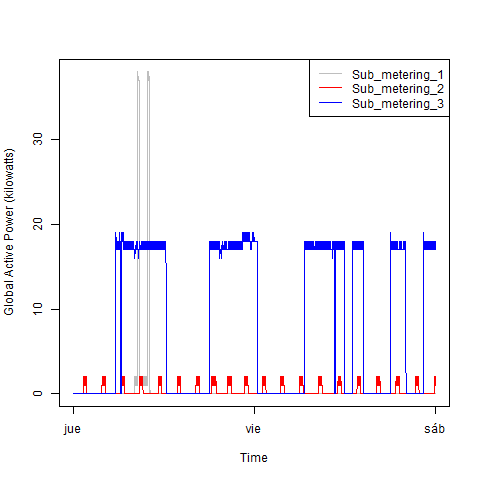 Sub_metering_1
Sub_metering_2
Sub_metering_3
Global Active Power (kilowatts)
30
20
10
0
jue
vie
sáb
Time